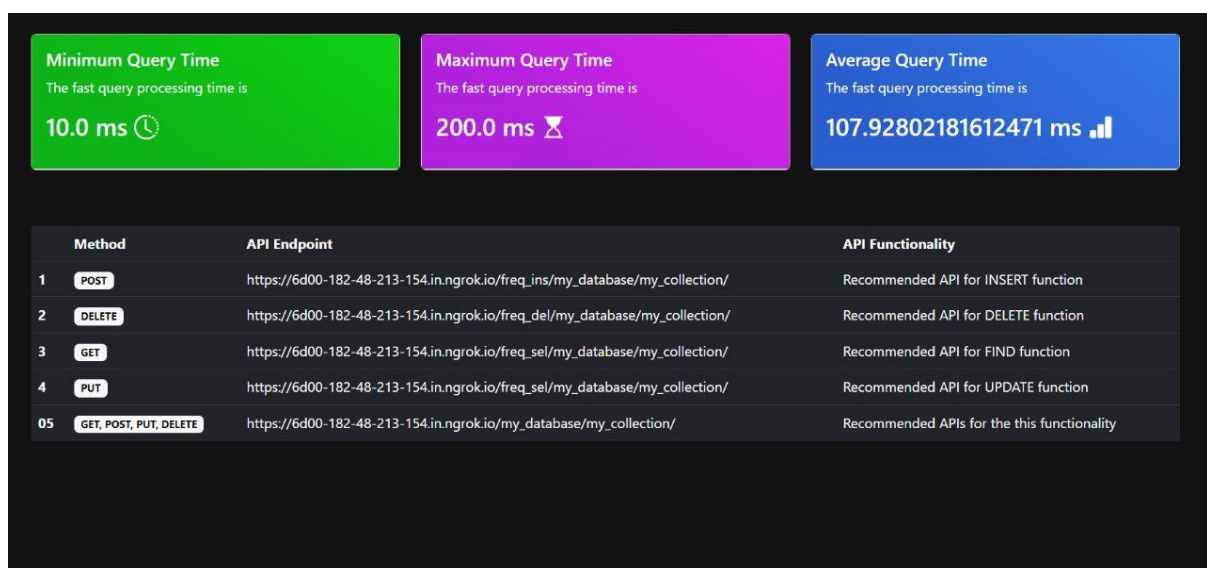 Minimum Query Time
The fast query processing time is
10.0 ms
Maximum Query Time
The fast query processing time is
200.0 ms
Average Query Time
The fast query processing time is
107.92802181612471 ms
Method API Endpoint API Functionality
1 POST https://6d00-182-48-213-154.in.ngrok.io/freq_ins/my_database/my_collection/ Recommended API for INSERT function
2 DELETE https://6d00-182-48-213-154.in.ngrok.io/freq_del/my_database/my_collection/ Recommended API for DELETE function
3 GET https://6d00-182-48-213-154.in.ngrok.io/freq_sel/my_database/my_collection/ Recommended API for FIND function
4 PUT https://6d00-182-48-213-154.in.ngrok.io/freq_sel/my_database/my_collection/ Recommended API for UPDATE function
05 GET, POST, PUT, DELETE https://6d00-182-48-213-154.in.ngrok.io/my_database/my_collection/ Recommended APIs for the this functionality